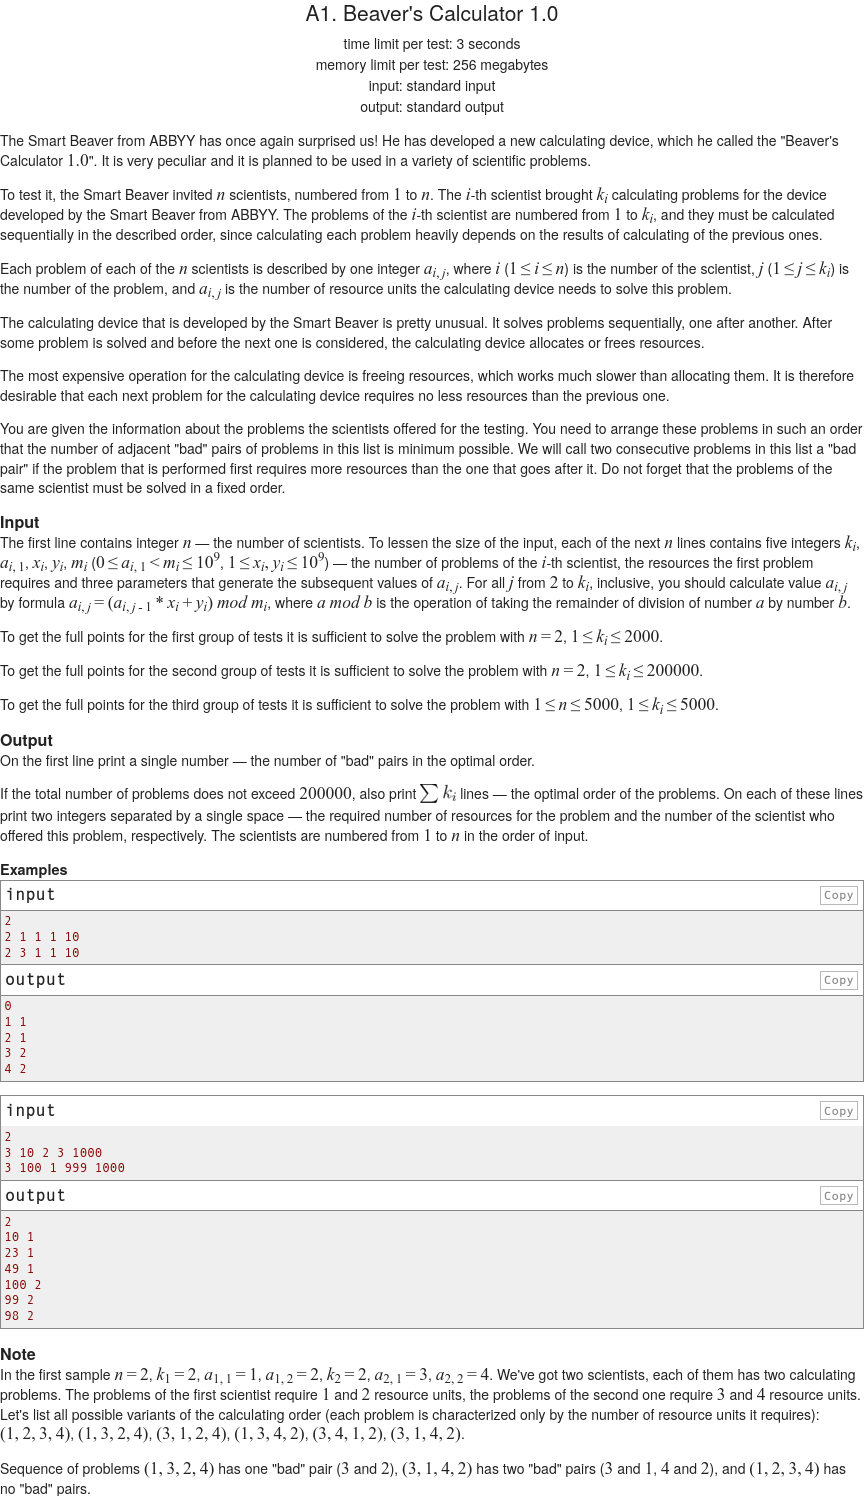 A1. Beaver's Calculator 1.0
time limit per test: 3 seconds
memory limit per test: 256 megabytes
input: standard input
output: standard output
The Smart Beaver from ABBYY has once again surprised us! He has developed a new calculating device, which he called the "Beaver's
Calculator 1.0". It is very peculiar and it is planned to be used in a variety of scientific problems.
To test it, the Smart Beaver invited n scientists, numbered from 1 to n. The i-th scientist brought k_i calculating problems for the device
developed by the Smart Beaver from ABBYY. The problems of the i-th scientist are numbered from 1 to k_i, and they must be calculated
sequentially in the described order, since calculating each problem heavily depends on the results of calculating of the previous ones.
Each problem of each of the n scientists is described by one integer a_{i, j}, where i (1 ≤ i ≤ n) is the number of the scientist, j (1 ≤ j ≤ k_i) is
the number of the problem, and a_{i, j} is the number of resource units the calculating device needs to solve this problem.
The calculating device that is developed by the Smart Beaver is pretty unusual. It solves problems sequentially, one after another. After
some problem is solved and before the next one is considered, the calculating device allocates or frees resources.
The most expensive operation for the calculating device is freeing resources, which works much slower than allocating them. It is therefore
desirable that each next problem for the calculating device requires no less resources than the previous one.
You are given the information about the problems the scientists offered for the testing. You need to arrange these problems in such an order
that the number of adjacent "bad" pairs of problems in this list is minimum possible. We will call two consecutive problems in this list a "bad
pair" if the problem that is performed first requires more resources than the one that goes after it. Do not forget that the problems of the
same scientist must be solved in a fixed order.
Input
The first line contains integer n — the number of scientists. To lessen the size of the input, each of the next n lines contains five integers k_i,
a_{i, 1}, x_i, y_i, m_i (0 ≤ a_{i, 1} < m_i ≤ 10^9, 1 ≤ x_i, y_i ≤ 10^9) — the number of problems of the i-th scientist, the resources the first problem
requires and three parameters that generate the subsequent values of a_{i, j}. For all j from 2 to k_i, inclusive, you should calculate value a_{i, j}
by formula a_{i, j} = (a_{i, j - 1} * x_i + y_i) mod m_i, where a mod b is the operation of taking the remainder of division of number a by number b.
To get the full points for the first group of tests it is sufficient to solve the problem with n = 2, 1 ≤ k_i ≤ 2000.
To get the full points for the second group of tests it is sufficient to solve the problem with n = 2, 1 ≤ k_i ≤ 200000.
To get the full points for the third group of tests it is sufficient to solve the problem with 1 ≤ n ≤ 5000, 1 ≤ k_i ≤ 5000.
Output
On the first line print a single number — the number of "bad" pairs in the optimal order.
If the total number of problems does not exceed 200000, also print ∑ k_i lines — the optimal order of the problems. On each of these lines
print two integers separated by a single space — the required number of resources for the problem and the number of the scientist who
offered this problem, respectively. The scientists are numbered from 1 to n in the order of input.
Examples
input
Copy
2
2 1 1 1 10
2 3 1 1 10
output
Copy
0
1 1
2 1
3 2
4 2
input
Copy
2
3 10 2 3 1000
3 100 1 999 1000
output
Copy
2
10 1
23 1
49 1
100 2
99 2
98 2
Note
In the first sample n = 2, k_1 = 2, a_{1, 1} = 1, a_{1, 2} = 2, k_2 = 2, a_{2, 1} = 3, a_{2, 2} = 4. We've got two scientists, each of them has two calculating
problems. The problems of the first scientist require 1 and 2 resource units, the problems of the second one require 3 and 4 resource units.
Let's list all possible variants of the calculating order (each problem is characterized only by the number of resource units it requires):
(1, 2, 3, 4), (1, 3, 2, 4), (3, 1, 2, 4), (1, 3, 4, 2), (3, 4, 1, 2), (3, 1, 4, 2).
Sequence of problems (1, 3, 2, 4) has one "bad" pair (3 and 2), (3, 1, 4, 2) has two "bad" pairs (3 and 1, 4 and 2), and (1, 2, 3, 4) has
no "bad" pairs.